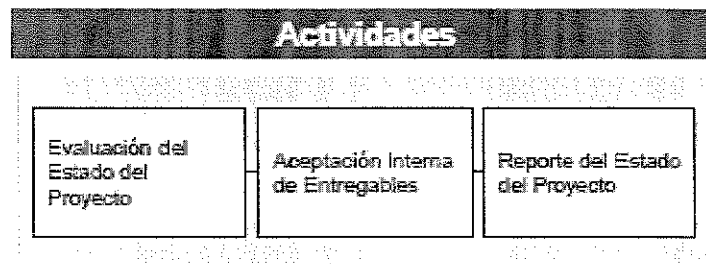 Actividades
Evaluación del
Estado del
Proyecto
Aceptación Interna
de Entregables
Reporte del Estado
del Proyecto